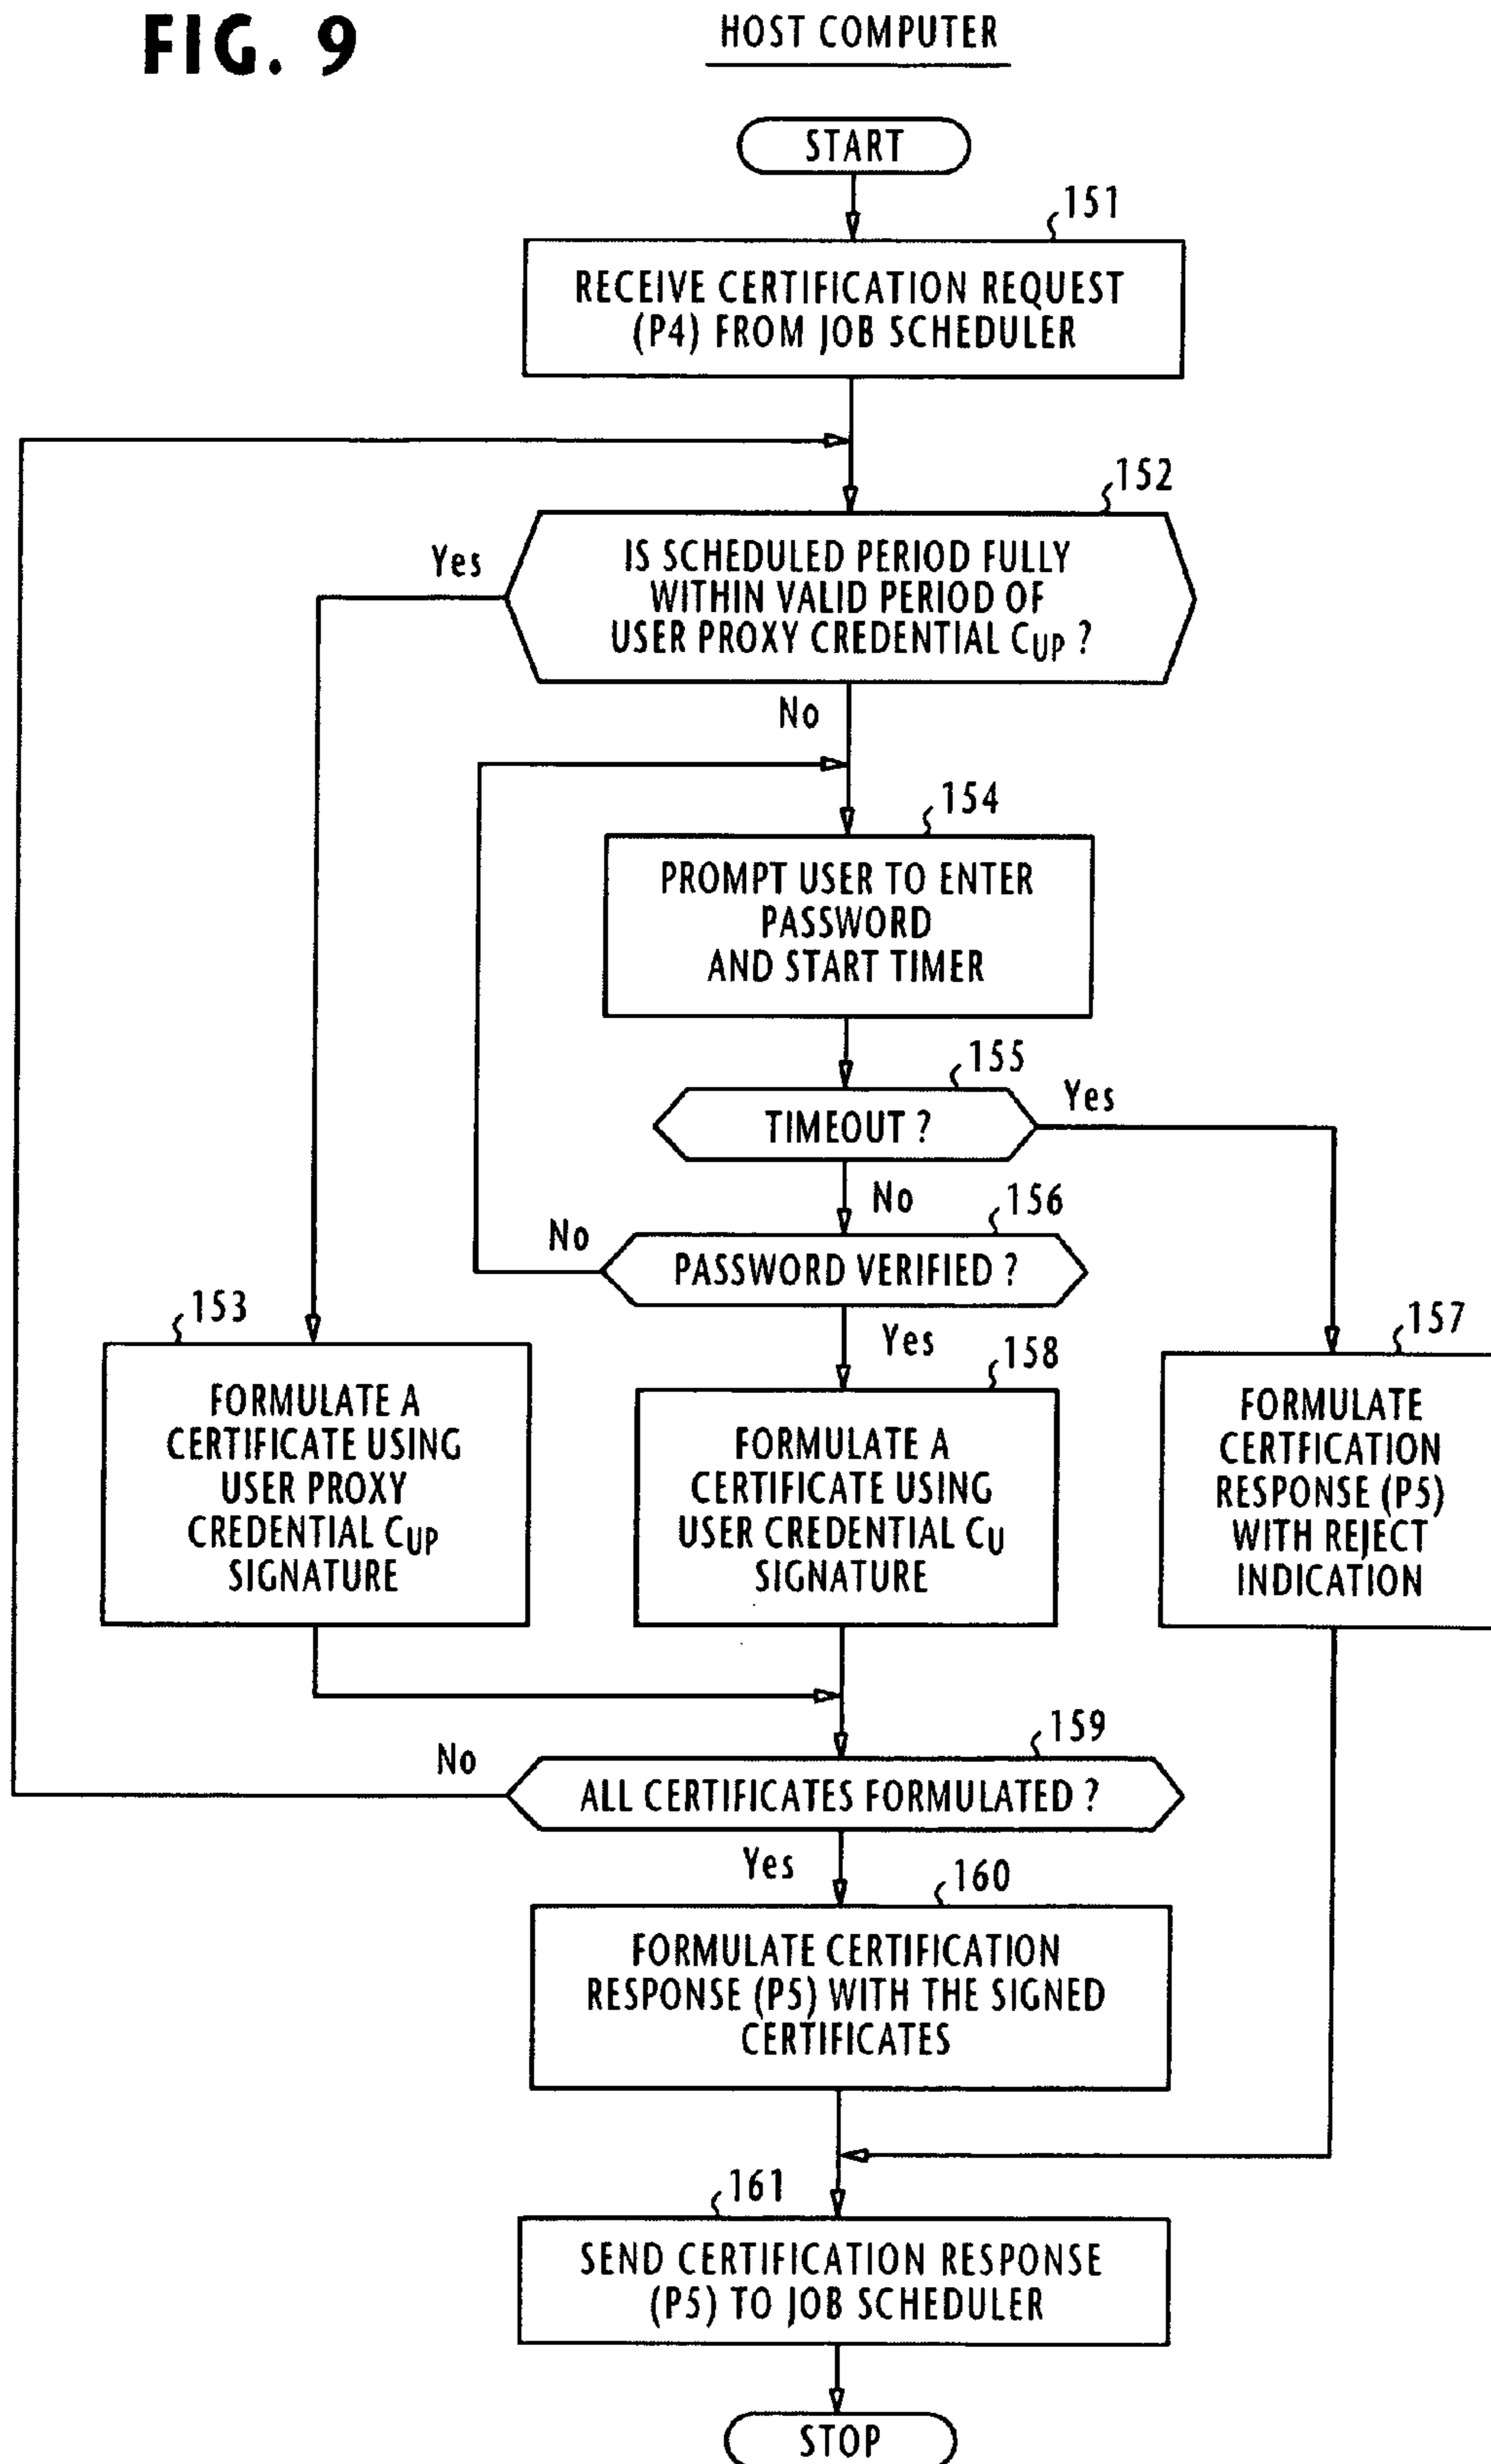 FIG. 9
HOST COMPUTER
START
151
RECEIVE CERTIFICATION REQUEST
(P4) FROM JOB SCHEDULER
152
IS SCHEDULED PERIOD FULLY
WITHIN VALID PERIOD OF
USER PROXY CREDENTIAL CUP ?
Yes
No
154
PROMPT USER TO ENTER
PASSWORD
AND START TIMER
155
TIMEOUT ?
Yes
No
156
PASSWORD VERIFIED ?
No
Yes
153
FORMULATE A
CERTIFICATE USING
USER PROXY
CREDENTIAL CUP
SIGNATURE
158
FORMULATE A
CERTIFICATE USING
USER CREDENTIAL CU
SIGNATURE
157
FORMULATE
CERTFICATION
RESPONSE (P5)
WITH REJECT
INDICATION
159
ALL CERTIFICATES FORMULATED ?
No
Yes
160
FORMULATE CERTIFICATION
RESPONSE (P5) WITH THE SIGNED
CERTIFICATES
161
SEND CERTIFICATION RESPONSE
(P5) TO JOB SCHEDULER
STOP